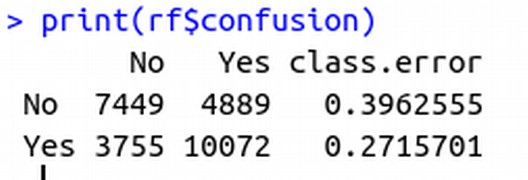 > print(rf$confusion)
No Yes class.error
No 7449 4889 0.3962555
Yes 3755 10072 0.2715701